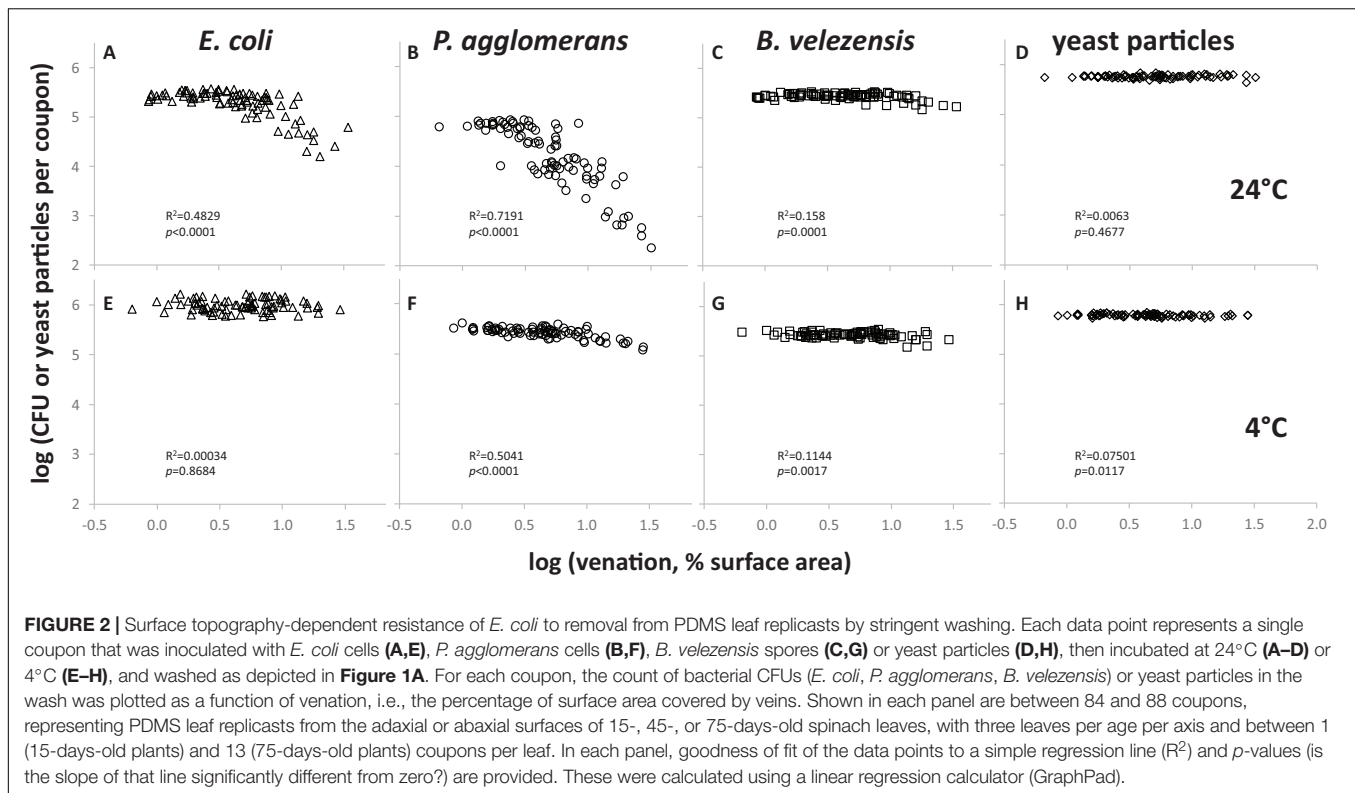 E. coli
P. agglomerans
B. velezensis
yeast particles
A
B
C
D
log (CFU or yeast particles per coupon)
6
5
4
3
2
R²=0.4829
p<0.0001
R²=0.7191
p<0.0001
R²=0.158
p=0.0001
R²=0.0063
p=0.4677
24°C
E
F
G
H
6
5
4
3
2
R²=0.00034
p=0.8684
R²=0.5041
p<0.0001
R²=0.1144
p=0.0017
R²=0.07501
p=0.0117
4°C
-0.5 0.0 0.5 1.0 1.5
-0.5 0.0 0.5 1.0 1.5
-0.5 0.0 0.5 1.0 1.5
-0.5 0.0 0.5 1.0 1.5 2.0
log (venation, % surface area)
FIGURE 2 | Surface topography-dependent resistance of E. coli to removal from PDMS leaf replicasts by stringent washing. Each data point represents a single
coupon that was inoculated with E. coli cells (A,E), P. agglomerans cells (B,F), B. velezensis spores (C,G) or yeast particles (D,H), then incubated at 24°C (A–D) or
4°C (E–H), and washed as depicted in Figure 1A. For each coupon, the count of bacterial CFUs (E. coli, P. agglomerans, B. velezensis) or yeast particles in the
wash was plotted as a function of venation, i.e., the percentage of surface area covered by veins. Shown in each panel are between 84 and 88 coupons,
representing PDMS leaf replicasts from the adaxial or abaxial surfaces of 15-, 45-, or 75-days-old spinach leaves, with three leaves per age per axis and between 1
(15-days-old plants) and 13 (75-days-old plants) coupons per leaf. In each panel, goodness of fit of the data points to a simple regression line (R²) and p-values (is
the slope of that line significantly different from zero?) are provided. These were calculated using a linear regression calculator (GraphPad).